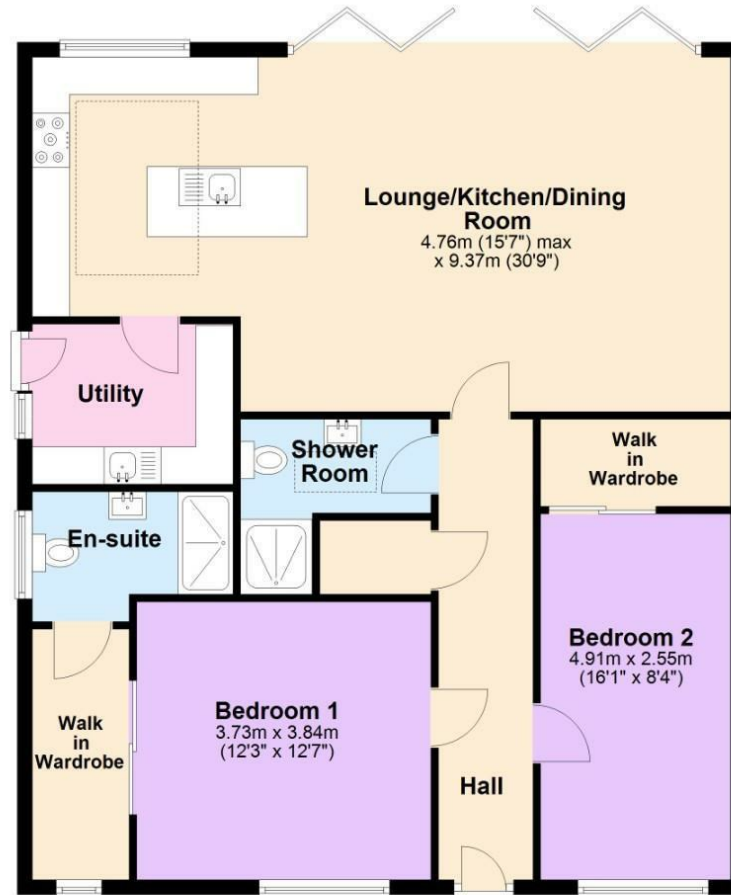 Lounge/Kitchen/Dining
Room
4.76m (15'7") max
x 9.37m (30'9")
Utility
Shower
Room
Walk
in
Wardrobe
En-suite
Bedroom 2
4.91m x 2.55m
(16'1" x 8'4")
Bedroom 1
3.73m x 3.84m
(12'3" x 12'7")
Walk
in
Wardrobe
Hall